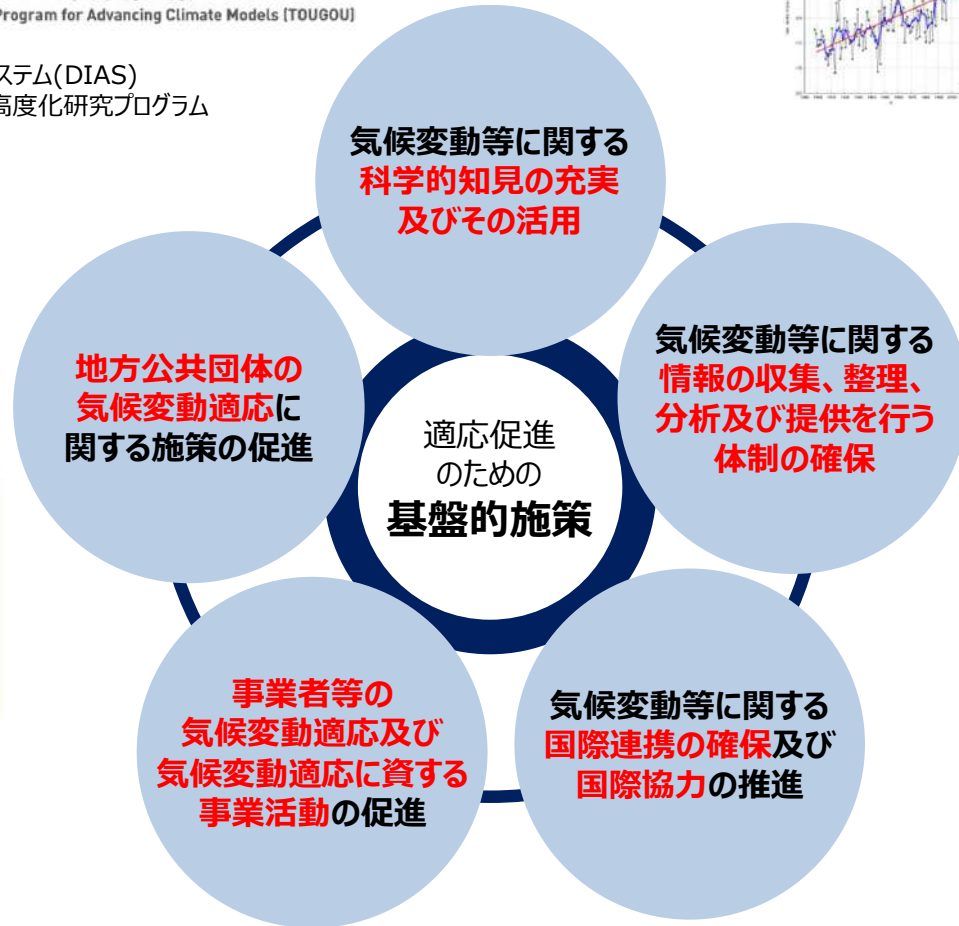 Program for Advancing Climate Models (TOUGOU)
ステム(DIAS)
高度化研究プログラム
気候変動等に関する
科学的知見の充実
及びその活用
気候変動等に関する
情報の収集、整理、
分析及び提供を行う
体制の確保
気候変動等に関する
国際連携の確保及び
国際協力の推進
事業者等の
気候変動適応及び
気候変動適応に資する
事業活動の促進
地方公共団体の
気候変動適応に
関する施策の促進
適応促進
のための
基盤的施策